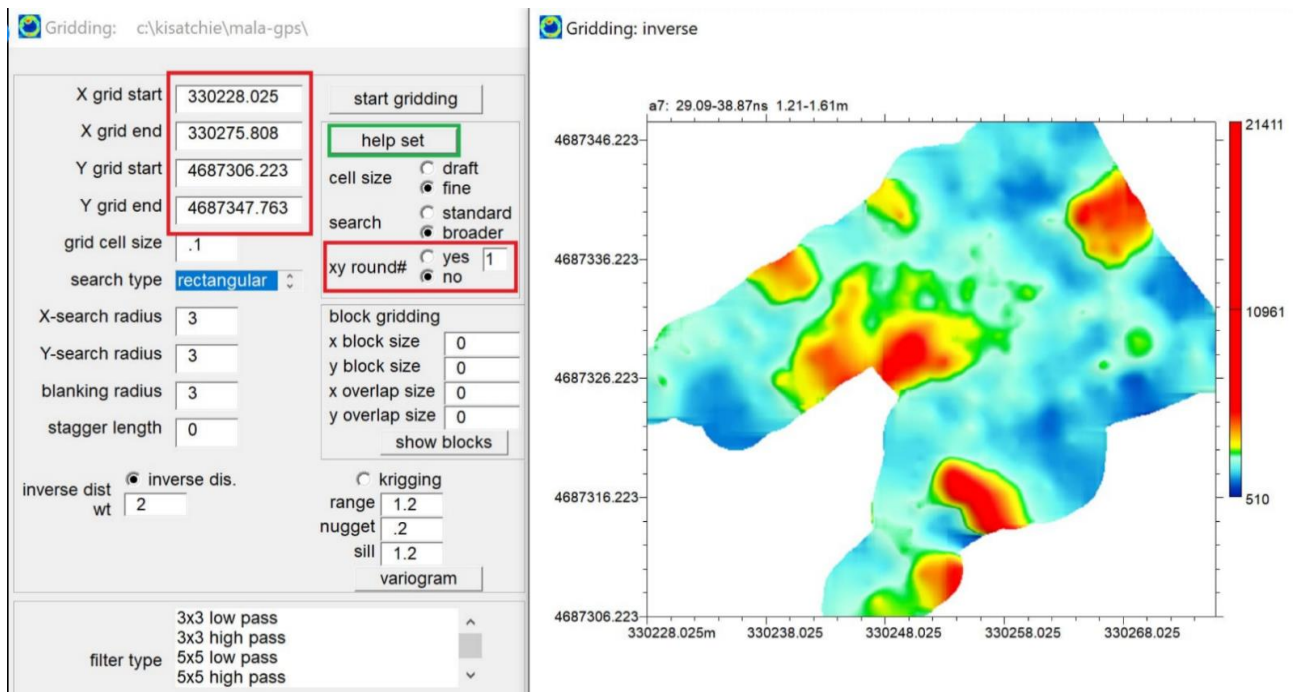 Gridding: c:\kisatchie\mala-gps\
X grid start 330228.025
X grid end 330275.808
Y grid start 4687306.223
Y grid end 4687347.763
grid cell size .1
search type rectangular
X-search radius 3
Y-search radius 3
blanking radius 3
stagger length 0
start gridding
help set
cell size draft
fine
search standard
broader
xy round# yes 1
no
block gridding
x block size 0
y block size 0
x overlap size 0
y overlap size 0
show blocks
inverse dist wt
inverse dis.
2
krigging
range 1.2
nugget .2
sill 1.2
variogram
filter type
3x3 low pass
3x3 high pass
5x5 low pass
5x5 high pass
Gridding: inverse
a7: 29.09-38.87ns 1.21-1.61m
4687346.223
4687336.223
4687326.223
4687316.223
4687306.223
330228.025m 330238.025 330248.025 330258.025 330268.025
21411
10961
510